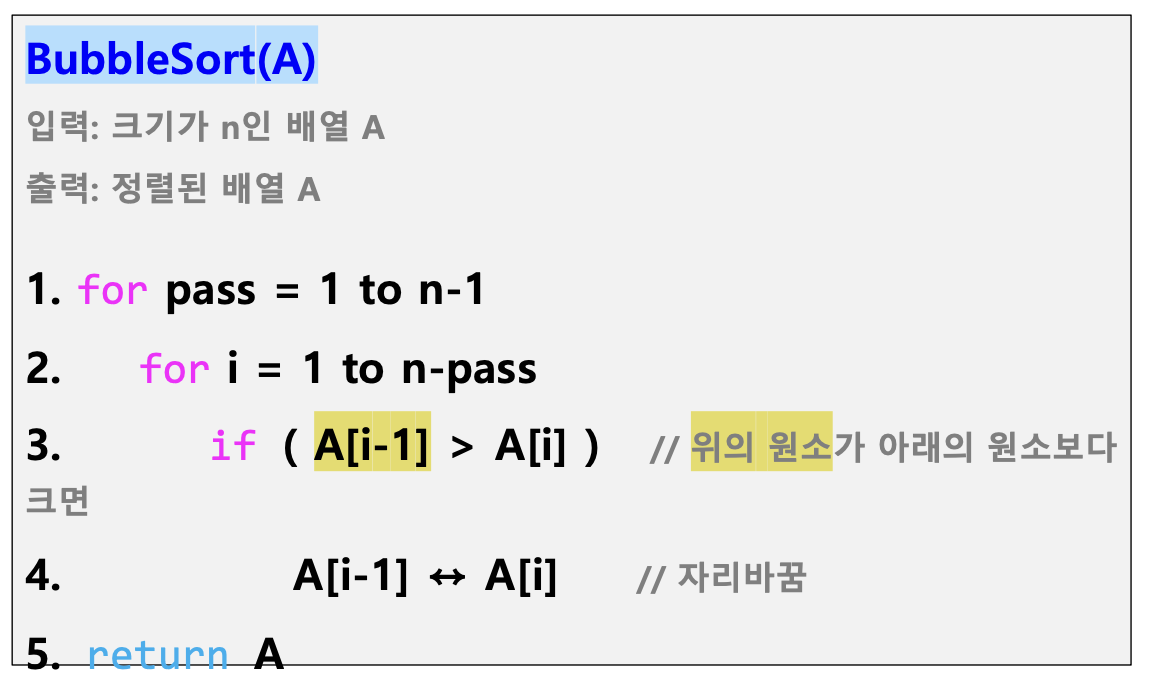 BubbleSort(A)
입력: 크기가 n인 배열 A
출력: 정렬된 배열 A
1. for pass = 1 to n-1
2. for i = 1 to n-pass
3. if ( A[i-1] > A[i] ) // 위의 원소가 아래의 원소보다
크면
4. A[i-1] ↔ A[i] // 자리바꿈
5. return A